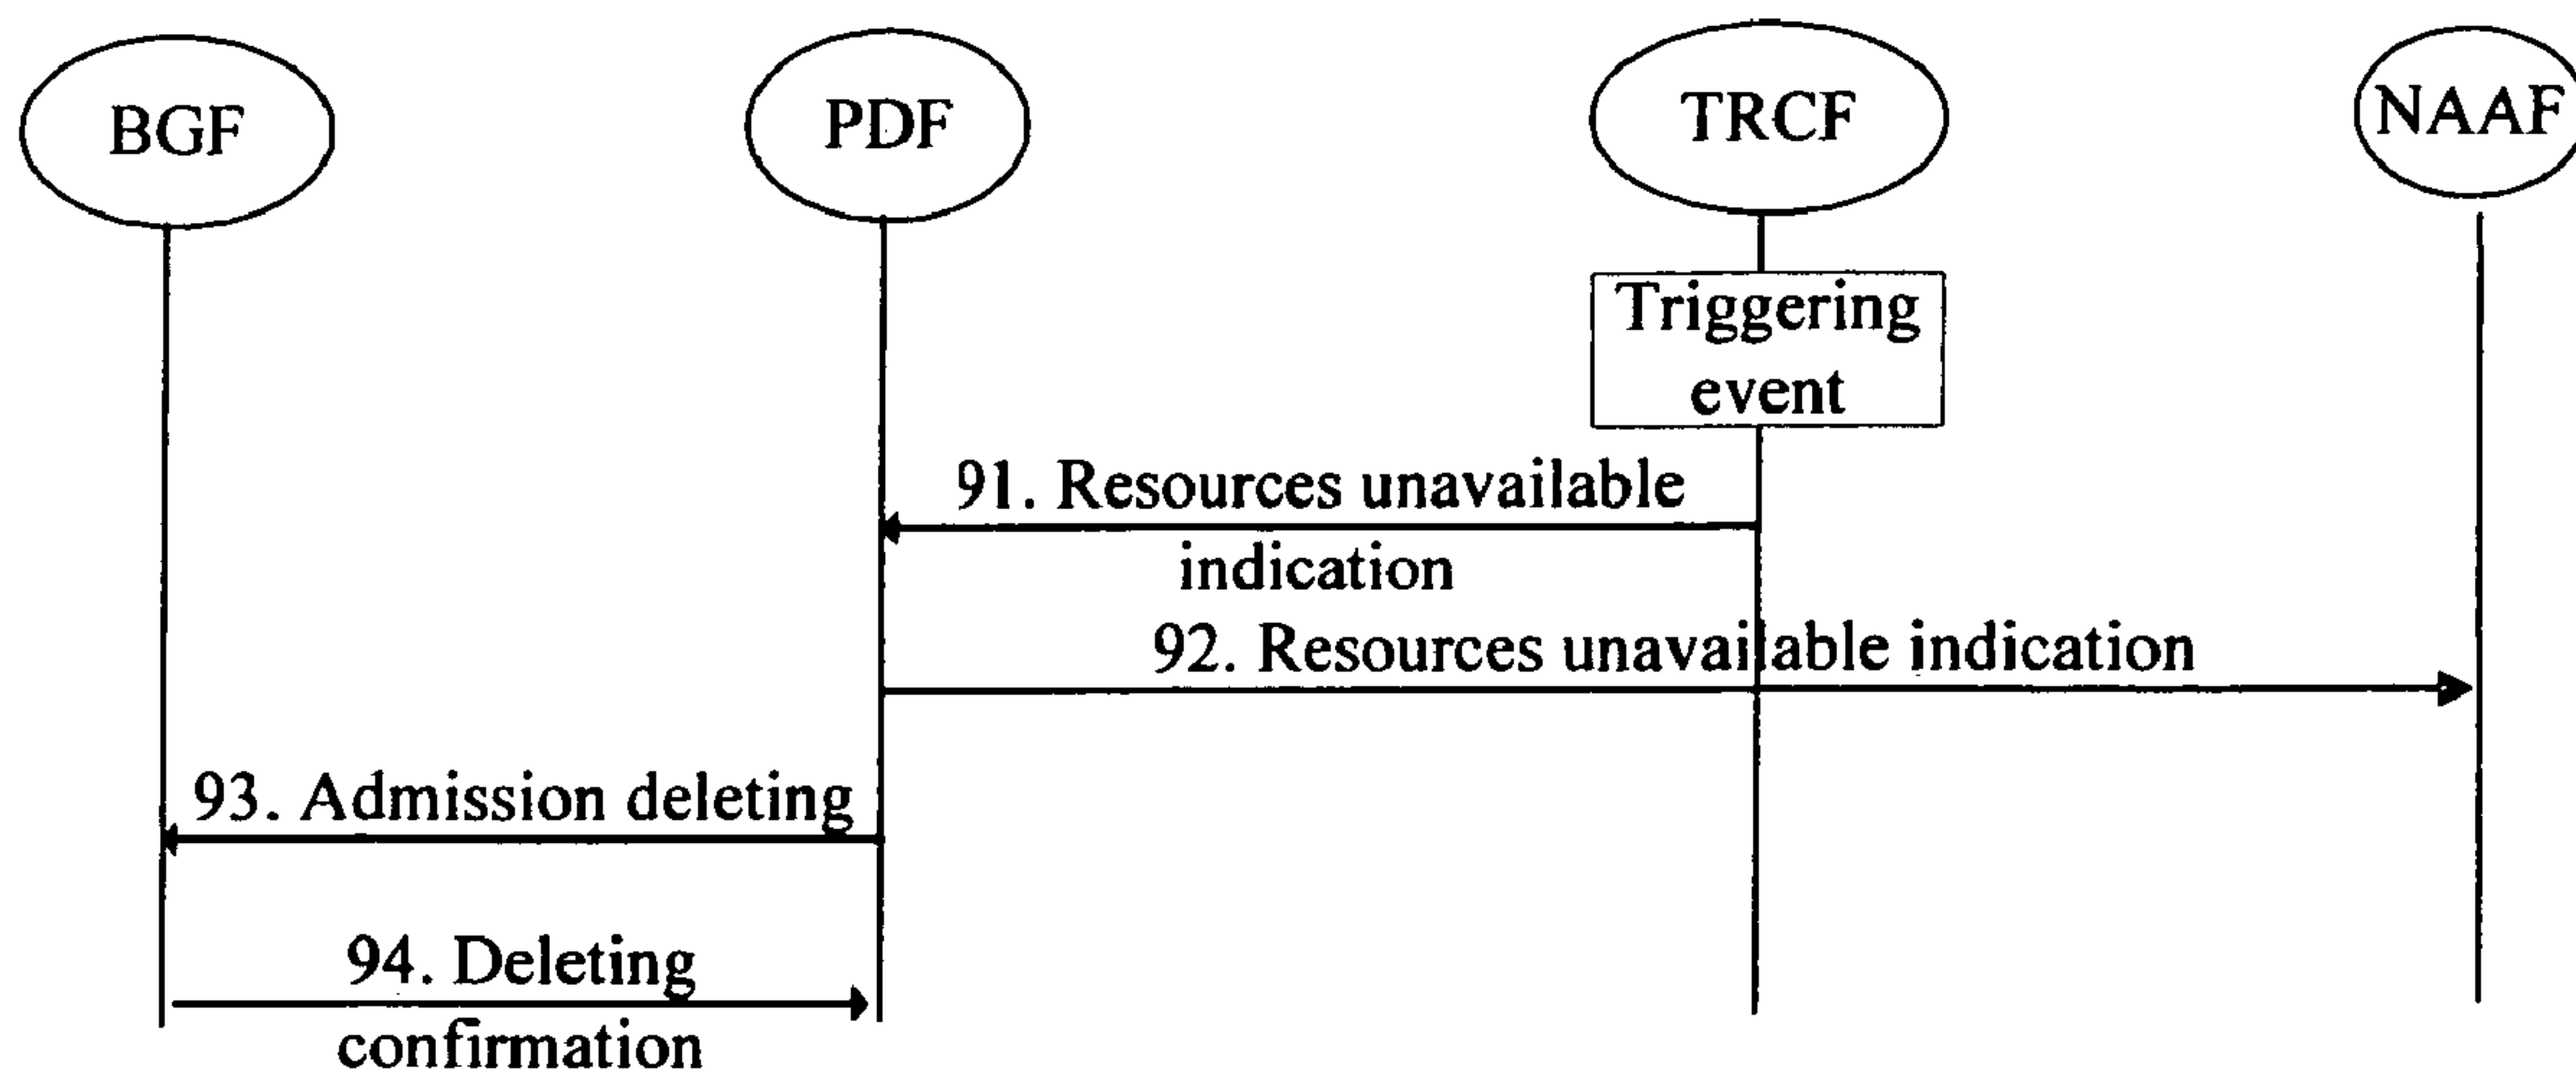 BGF
PDF
TRCF
NAAF
Triggering
event
91. Resources unavailable
indication
92. Resources unavailable indication
93. Admission deleting
94. Deleting
confirmation